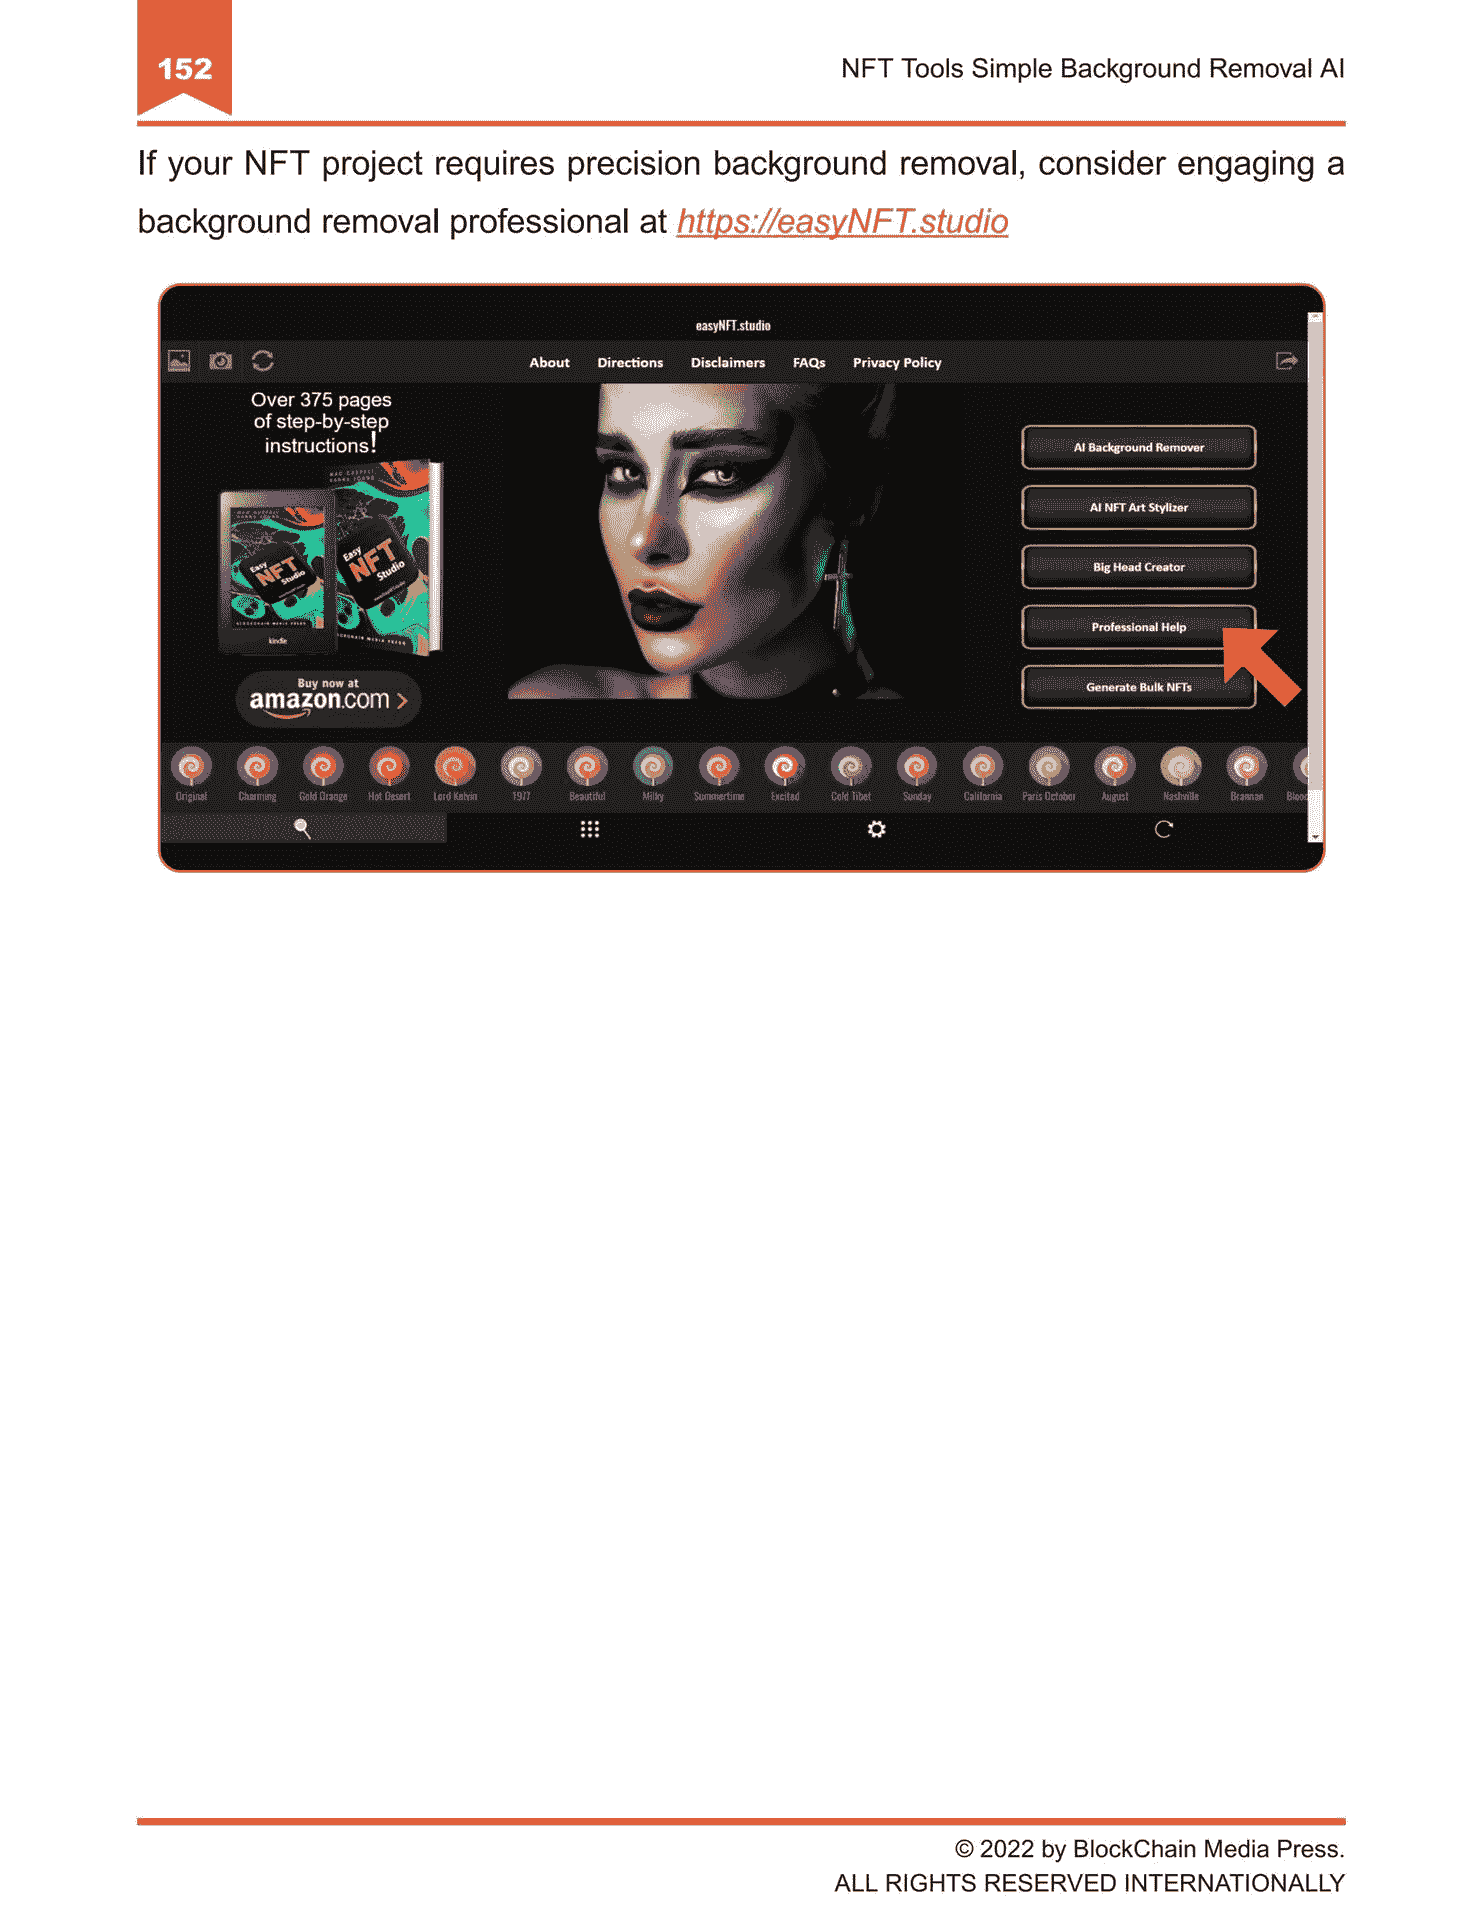 152
NFT Tools Simple Background Removal AI
If your NFT project requires precision background removal, consider engaging a
background removal professional at https://easyNFT.studio
easyNFT.studio
About Directions Disclaimers FAQs Privacy Policy
Over 375 pages
of step-by-step
instructions!
Easy
NFT
Studio
kindle
Easy
NFT
Studio
Buy now at
amazon.com >
AI Background Remover
AI NFT Art Stylizer
Big Head Creator
Professional Help
Generate Bulk NFTs
Original Charming Gold Orange Hot Desert Lord Kelvin 1977 Beautiful Milky Summertime Excited Cold Tibet Sunday California Paris October August Nashville Brannan
© 2022 by BlockChain Media Press.
ALL RIGHTS RESERVED INTERNATIONALLY